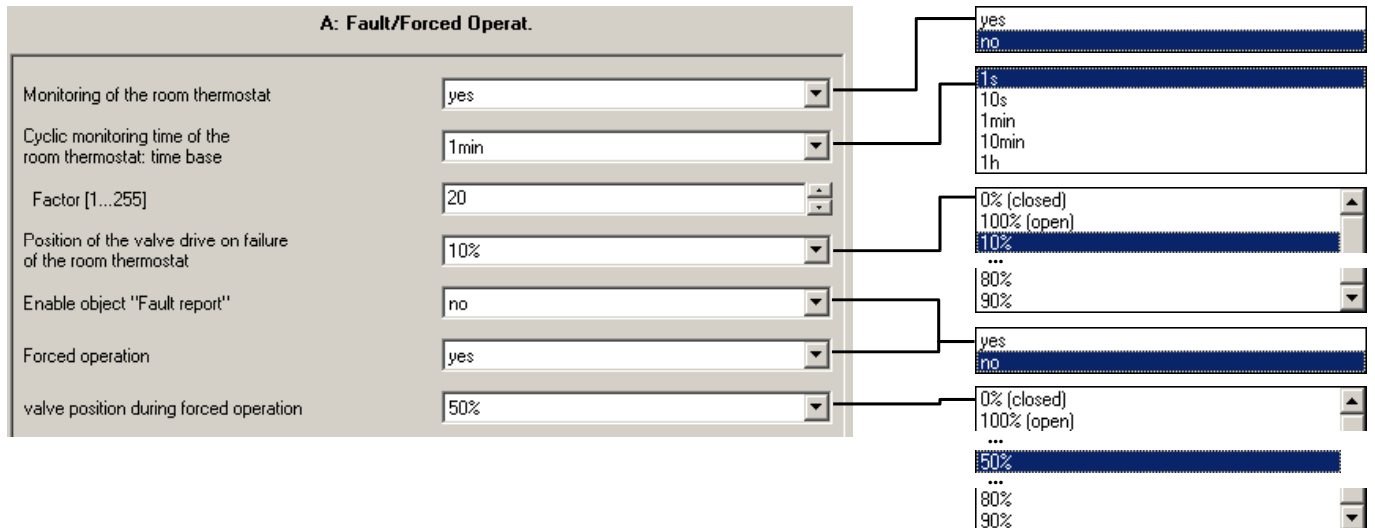 A: Fault/Forced Operat.
Monitoring of the room thermostat
yes
Cyclic monitoring time of the
room thermostat: time base
1min
Factor [1...255]
20
Position of the valve drive on failure
of the room thermostat
10%
Enable object "Fault report"
no
Forced operation
yes
valve position during forced operation
50%
yes
no
1s
10s
1min
10min
1h
0% (closed)
100% (open)
10%
...
80%
90%
yes
no
0% (closed)
100% (open)
...
50%
...
80%
90%